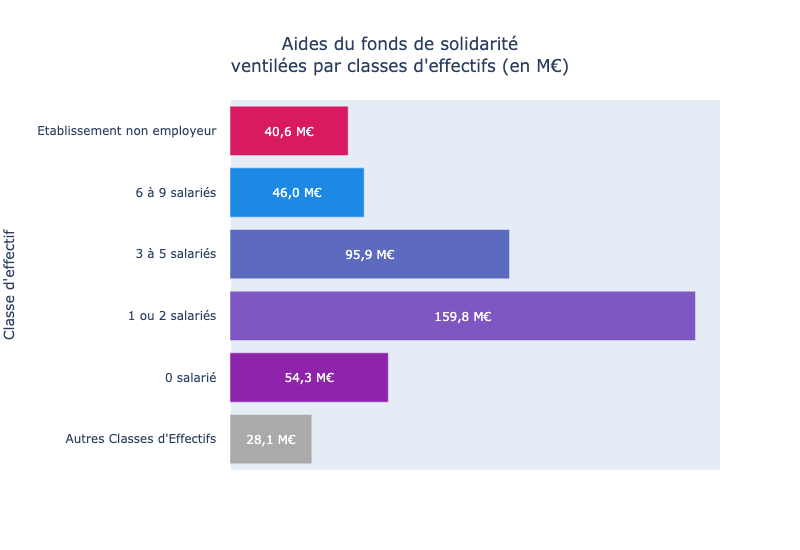 Aides du fonds de solidarité
ventilées par classes d'effectifs (en M€)
Classe d'effectif
Etablissement non employeur
40,6 M€
6 à 9 salariés
46,0 M€
3 à 5 salariés
95,9 M€
1 ou 2 salariés
159,8 M€
0 salarié
54,3 M€
Autres Classes d'Effectifs
28,1 M€